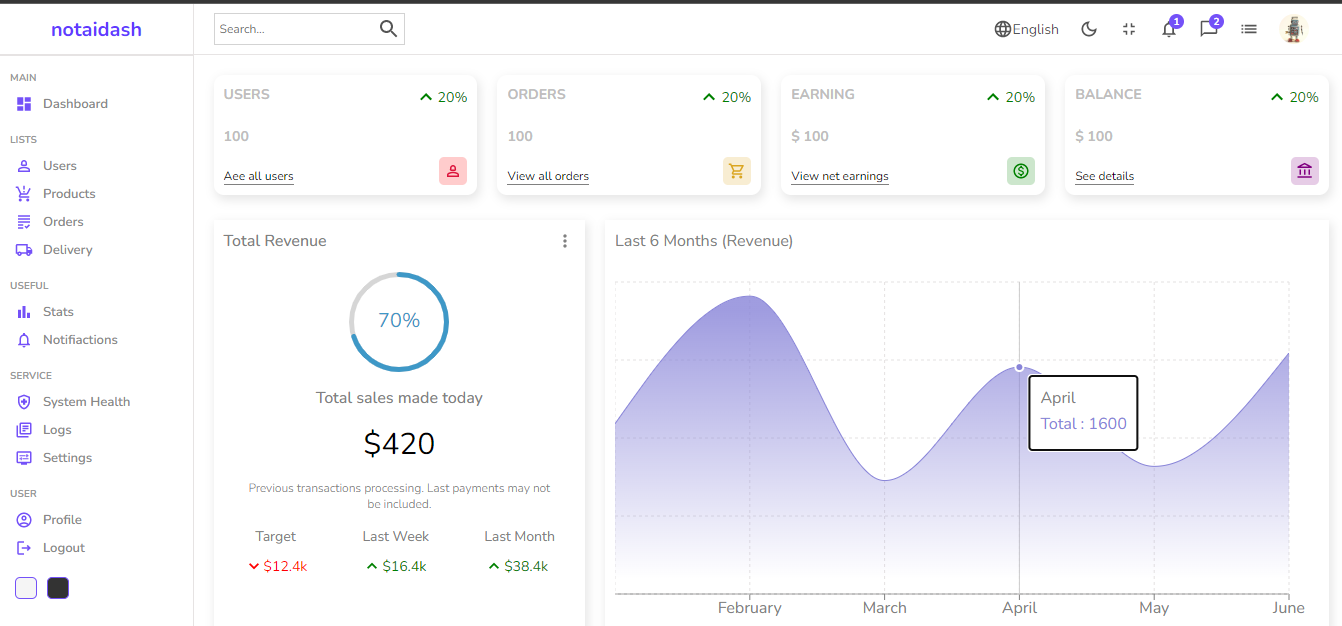 notaidash
Search...
English
1
2
MAIN
Dashboard
LISTS
Users
Products
Orders
Delivery
USEFUL
Stats
Notifiactions
SERVICE
System Health
Logs
Settings
USER
Profile
Logout
USERS
20%
100
Aee all users
ORDERS
20%
100
View all orders
EARNING
20%
$ 100
View net earnings
BALANCE
20%
$ 100
See details
Total Revenue
70%
Total sales made today
$420
Previous transactions processing. Last payments may not
be included.
Target
Last Week
Last Month
$12.4k
$16.4k
$38.4k
Last 6 Months (Revenue)
April
Total : 1600
February
March
April
May
June